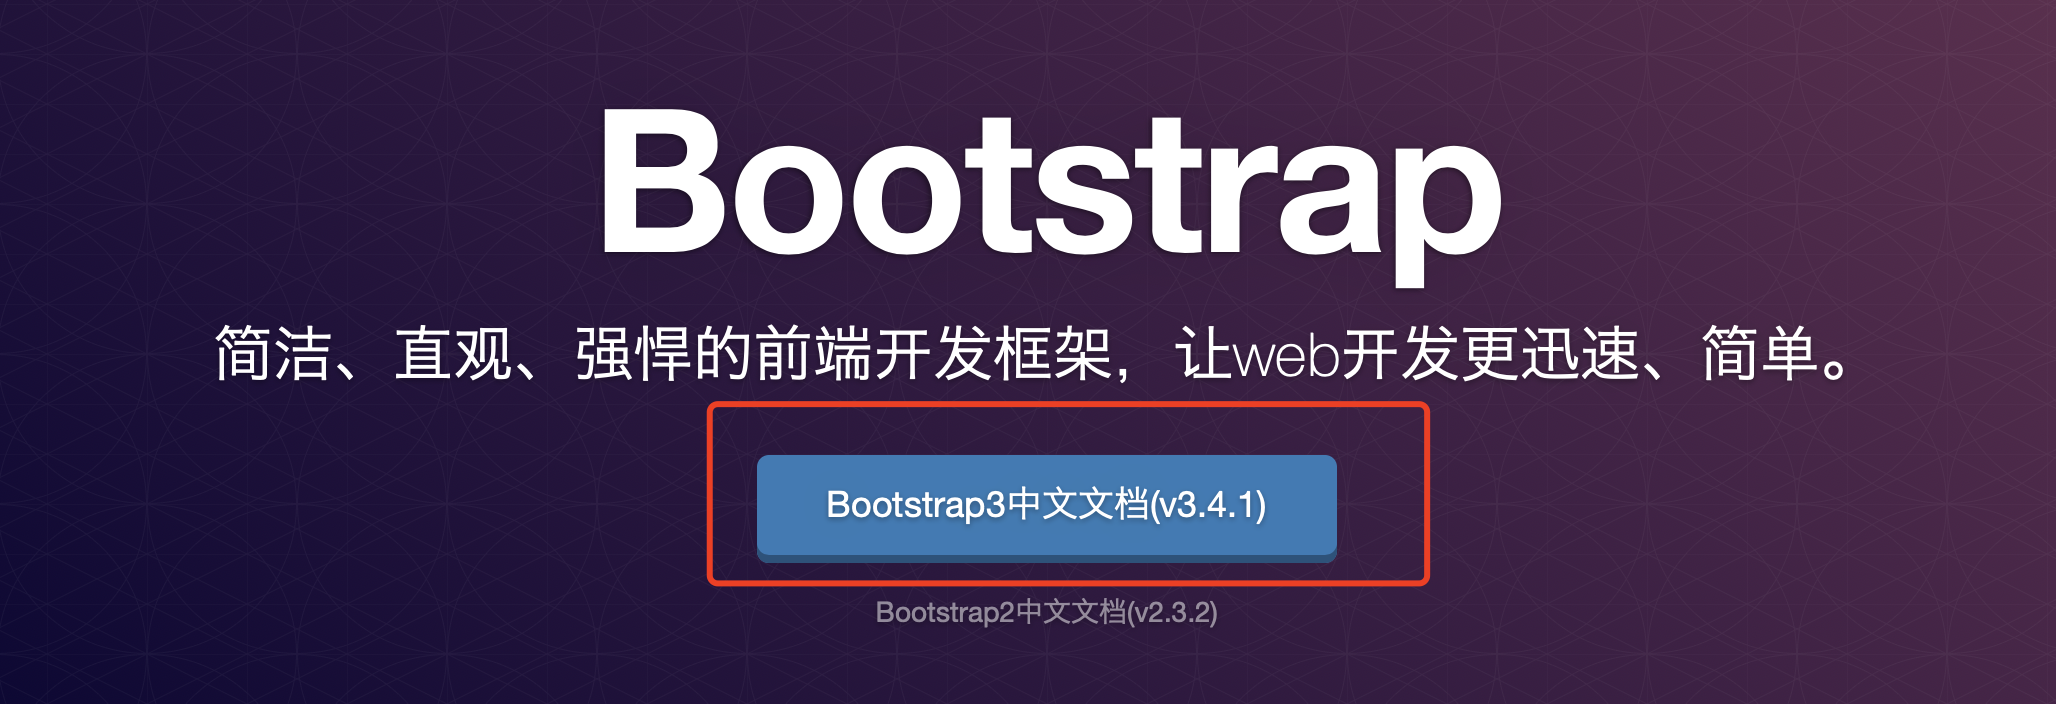 Bootstrap
简洁、直观、强悍的前端开发框架，让web开发更迅速、简单。
Bootstrap3中文文档(v3.4.1)
Bootstrap2中文文档(v2.3.2)